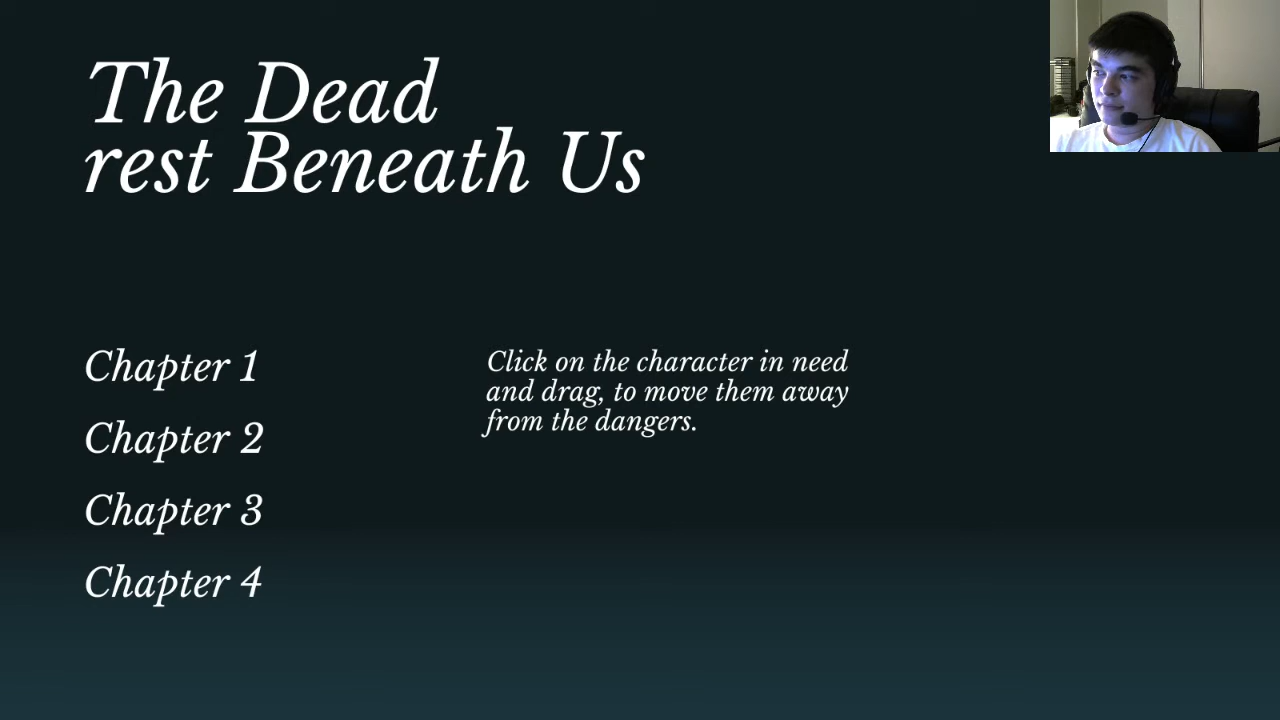 The Dead
rest Beneath Us
Chapter 1
Chapter 2
Chapter 3
Chapter 4
Click on the character in need
and drag, to move them away
from the dangers.